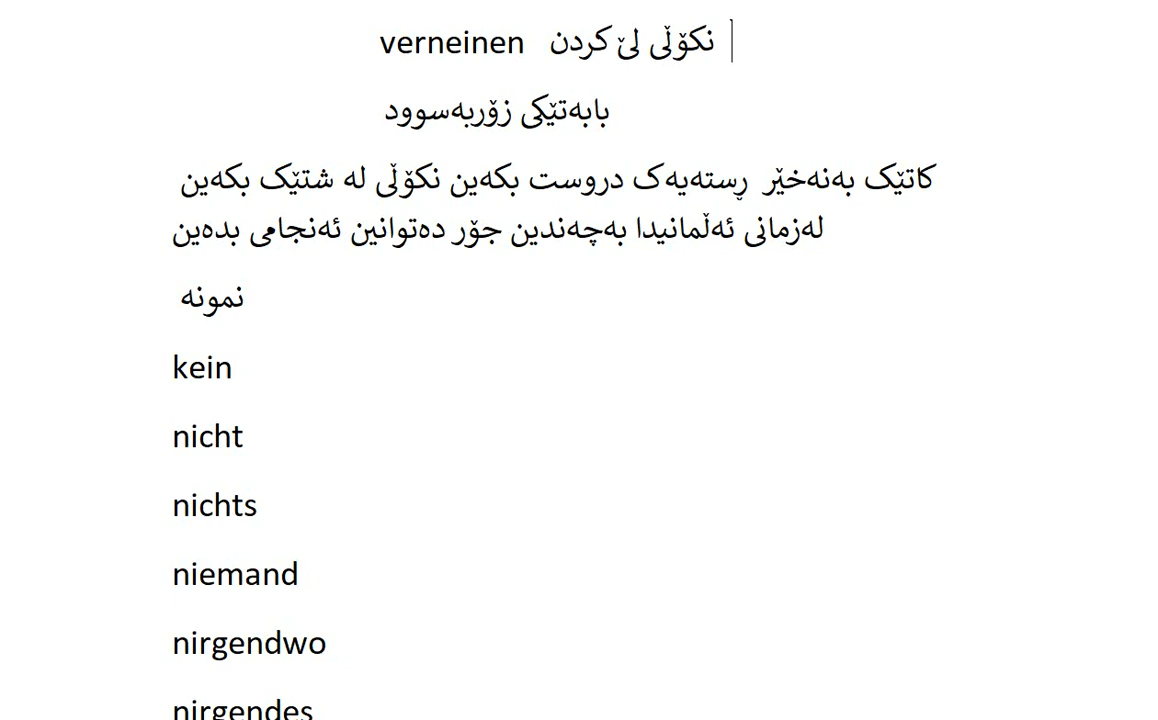 verneinen نکۆڵی لێ کردن
بابەتێکی زۆربەسوود
کاتێک بەنەخێر ڕستەیەک دروست بکەین نکۆڵی لە شتێک بکەین
لەزمانی ئەڵمانیدا بەچەندین جۆر دەتوانین ئەنجامی بدەین
نمونە
kein
nicht
nichts
niemand
nirgendwo
nirgendes